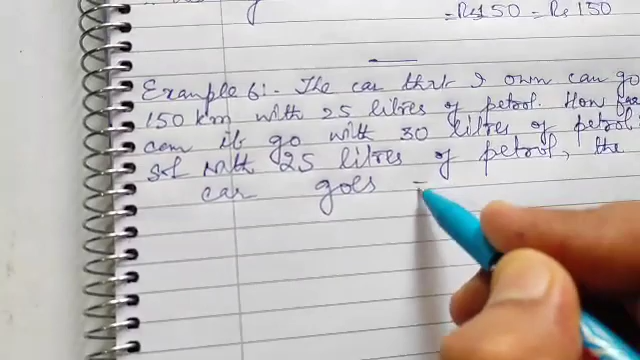 = Rs150 = Rs 150
Example 6:- The car that I own can go
150 km with 25 litres of petrol. How far
can it go with 30 litres of petrol.
Sol With 25 litres of petrol, the
car goes =